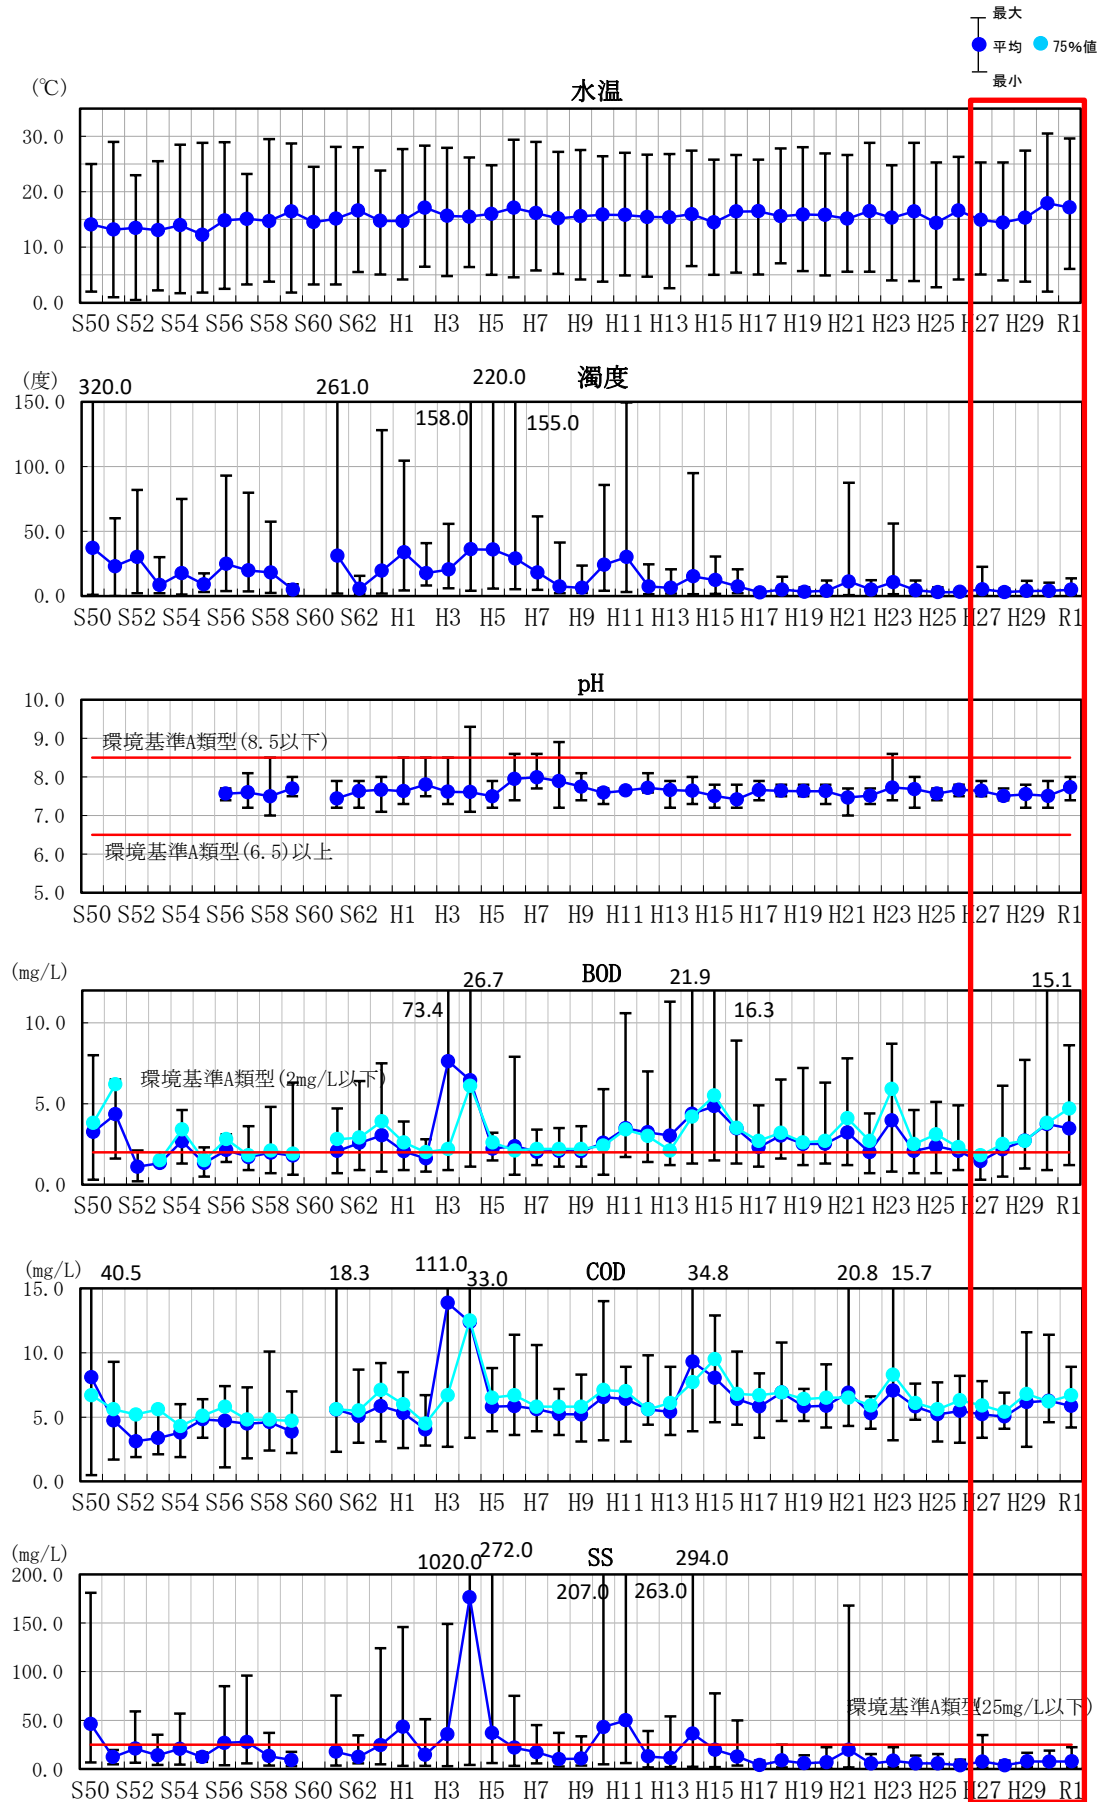 最大
平均 75%値
最小
(℃) 水温
30.0
20.0
10.0
0.0
S50 S52 S54 S56 S58 S60 S62 H1 H3 H5 H7 H9 H11 H13 H15 H17 H19 H21 H23 H25 H27 H29 R1
(度) 320.0 261.0 220.0 濁度
158.0 155.0
150.0
100.0
50.0
0.0
S50 S52 S54 S56 S58 S60 S62 H1 H3 H5 H7 H9 H11 H13 H15 H17 H19 H21 H23 H25 H27 H29 R1
pH
10.0
9.0
環境基準A類型(8.5以下)
8.0
7.0
6.0
環境基準A類型(6.5)以上
5.0
S50 S52 S54 S56 S58 S60 S62 H1 H3 H5 H7 H9 H11 H13 H15 H17 H19 H21 H23 H25 H27 H29 R1
(mg/L) 26.7 BOD 21.9 15.1
73.4 16.3
10.0
環境基準A類型(2mg/L以下)
5.0
0.0
S50 S52 S54 S56 S58 S60 S62 H1 H3 H5 H7 H9 H11 H13 H15 H17 H19 H21 H23 H25 H27 H29 R1
(mg/L) 40.5 18.3 111.0 33.0 COD 34.8 20.8 15.7
15.0
10.0
5.0
0.0
S50 S52 S54 S56 S58 S60 S62 H1 H3 H5 H7 H9 H11 H13 H15 H17 H19 H21 H23 H25 H27 H29 R1
(mg/L) 1020.0 272.0 SS 294.0
207.0 263.0
200.0
150.0
100.0
環境基準A類型(25mg/L以下)
50.0
0.0
S50 S52 S54 S56 S58 S60 S62 H1 H3 H5 H7 H9 H11 H13 H15 H17 H19 H21 H23 H25 H27 H29 R1